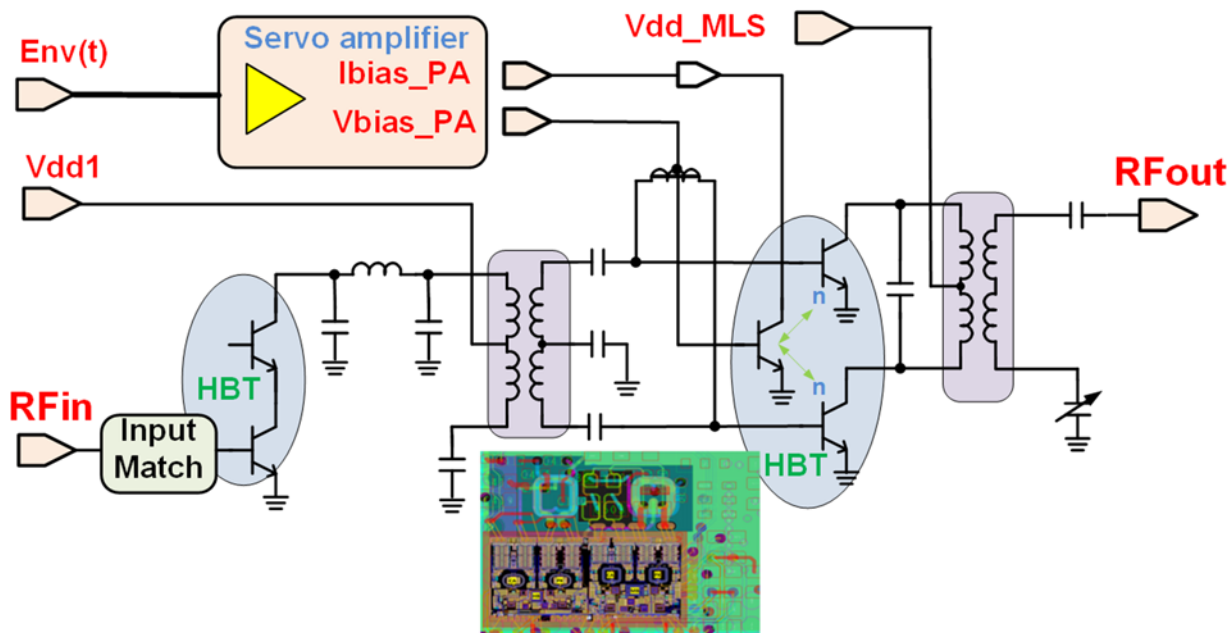 Vdd_MLS
Servo amplifier
Env(t)
Ibias_PA
Vbias_PA
Vdd1
RFout
n
HBT
RFin
Input
Match
n
HBT